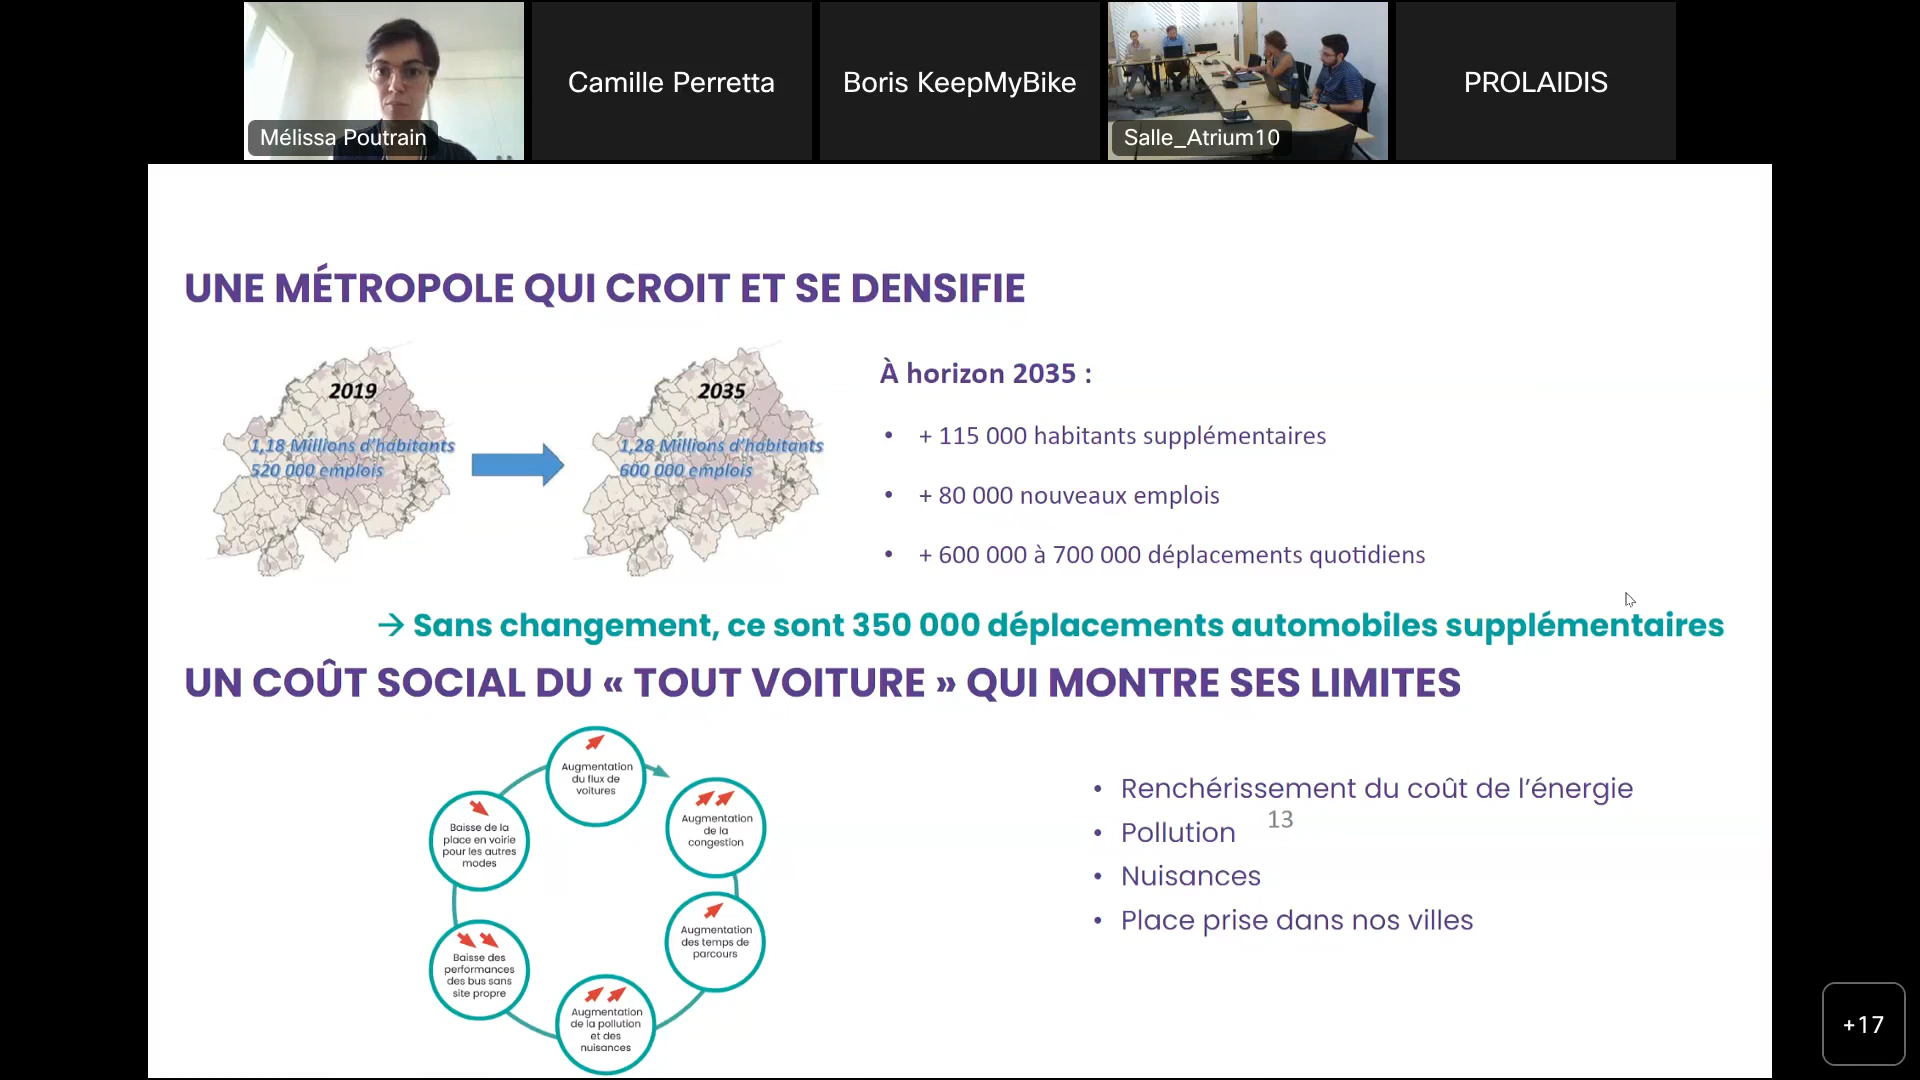 Mélissa Poutrain
Camille Perretta
Boris KeepMyBike
Salle_Atrium10
PROLAIDIS
UNE MÉTROPOLE QUI CROIT ET SE DENSIFIE
2019
1,18 Millions d'habitants
520 000 emplois
2035
1,28 Millions d'habitants
600 000 emplois
À horizon 2035 :
• + 115 000 habitants supplémentaires
• + 80 000 nouveaux emplois
• + 600 000 à 700 000 déplacements quotidiens
→ Sans changement, ce sont 350 000 déplacements automobiles supplémentaires
UN COÛT SOCIAL DU « TOUT VOITURE » QUI MONTRE SES LIMITES
Augmentation
du flux de
voitures
Augmentation
de la
congestion
Augmentation
des temps de
parcours
Augmentation
de la pollution
et des
nuisances
Baisse des
performances
des bus sans
site propre
Baisse de la
place en voirie
pour les autres
modes
• Renchérissement du coût de l'énergie
13
• Pollution
• Nuisances
• Place prise dans nos villes
+17